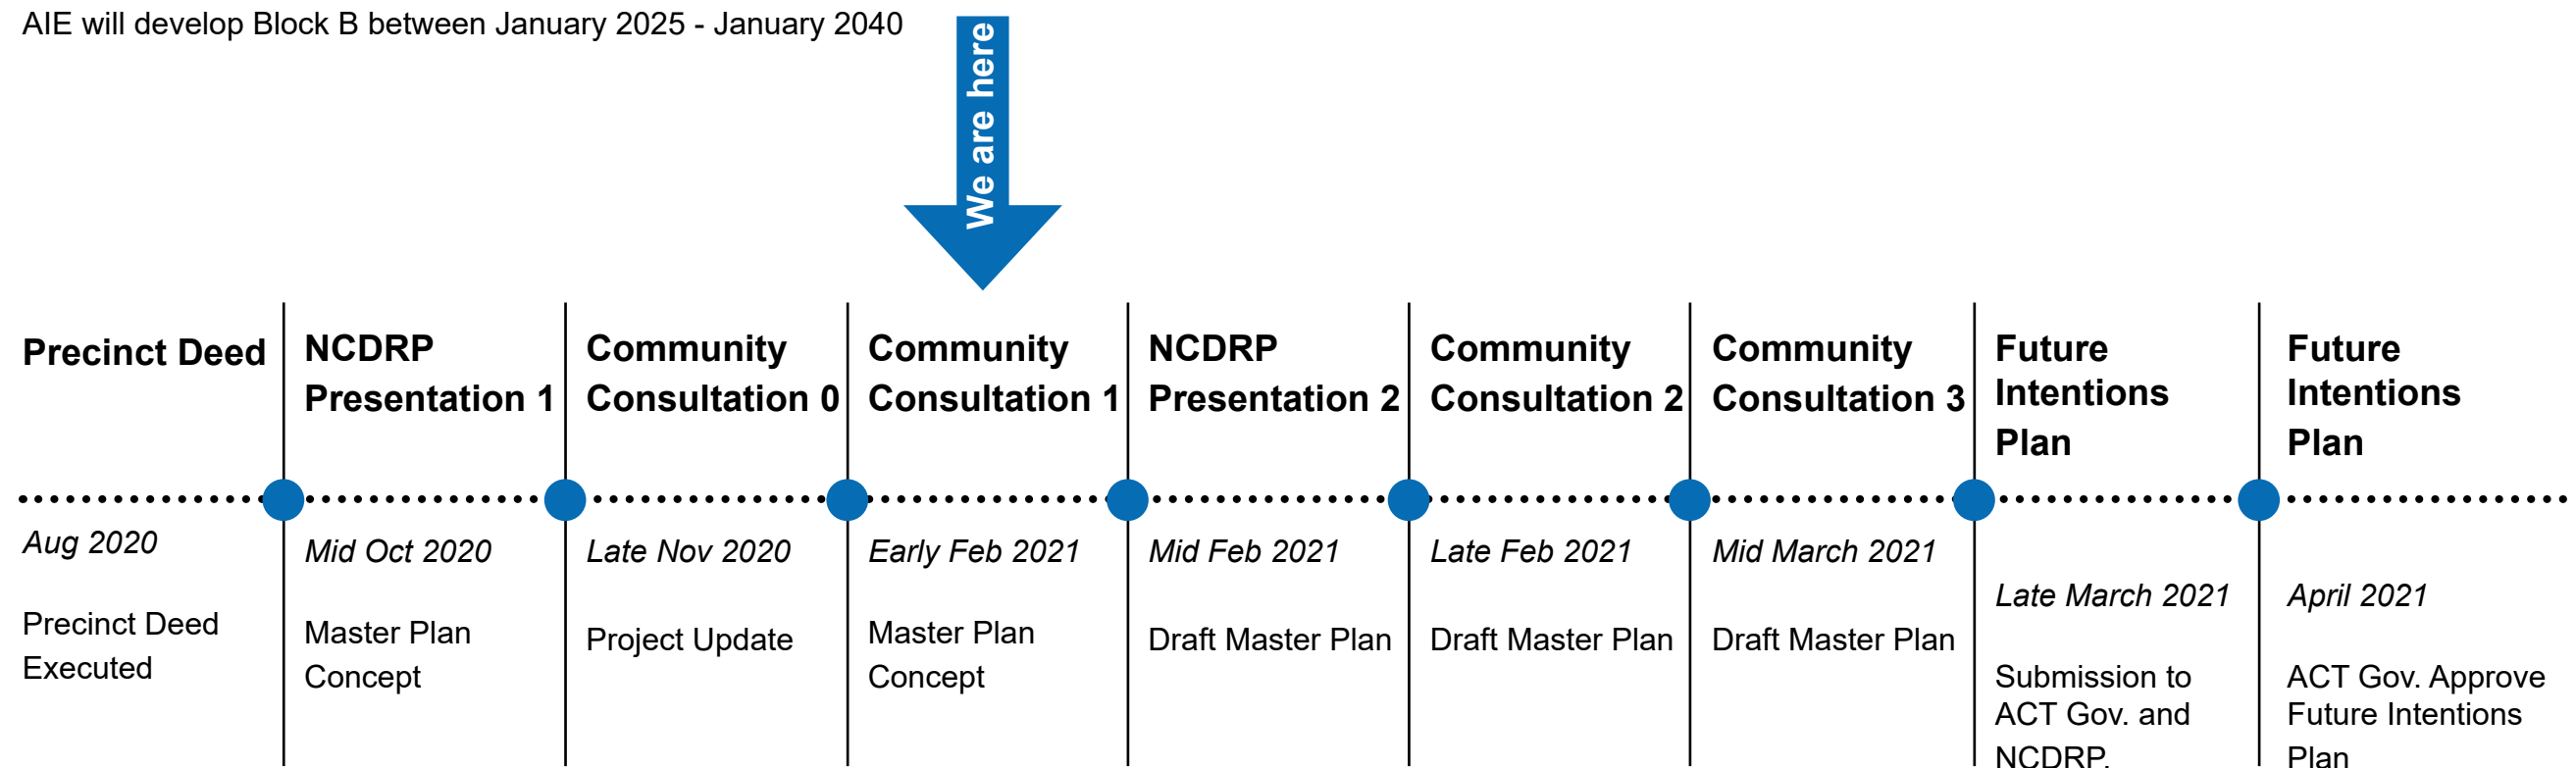 AIE will develop Block B between January 2025 - January 2040
We are here
Precinct Deed
Aug 2020
Precinct Deed
Executed
NCDRP
Presentation 1
Mid Oct 2020
Master Plan
Concept
Community
Consultation 0
Late Nov 2020
Project Update
Community
Consultation 1
Early Feb 2021
Master Plan
Concept
NCDRP
Presentation 2
Mid Feb 2021
Draft Master Plan
Community
Consultation 2
Late Feb 2021
Draft Master Plan
Community
Consultation 3
Mid March 2021
Draft Master Plan
Future
Intentions
Plan
Late March 2021
Submission to
ACT Gov. and
NCDRP.
Future
Intentions
Plan
April 2021
ACT Gov. Approve
Future Intentions
Plan